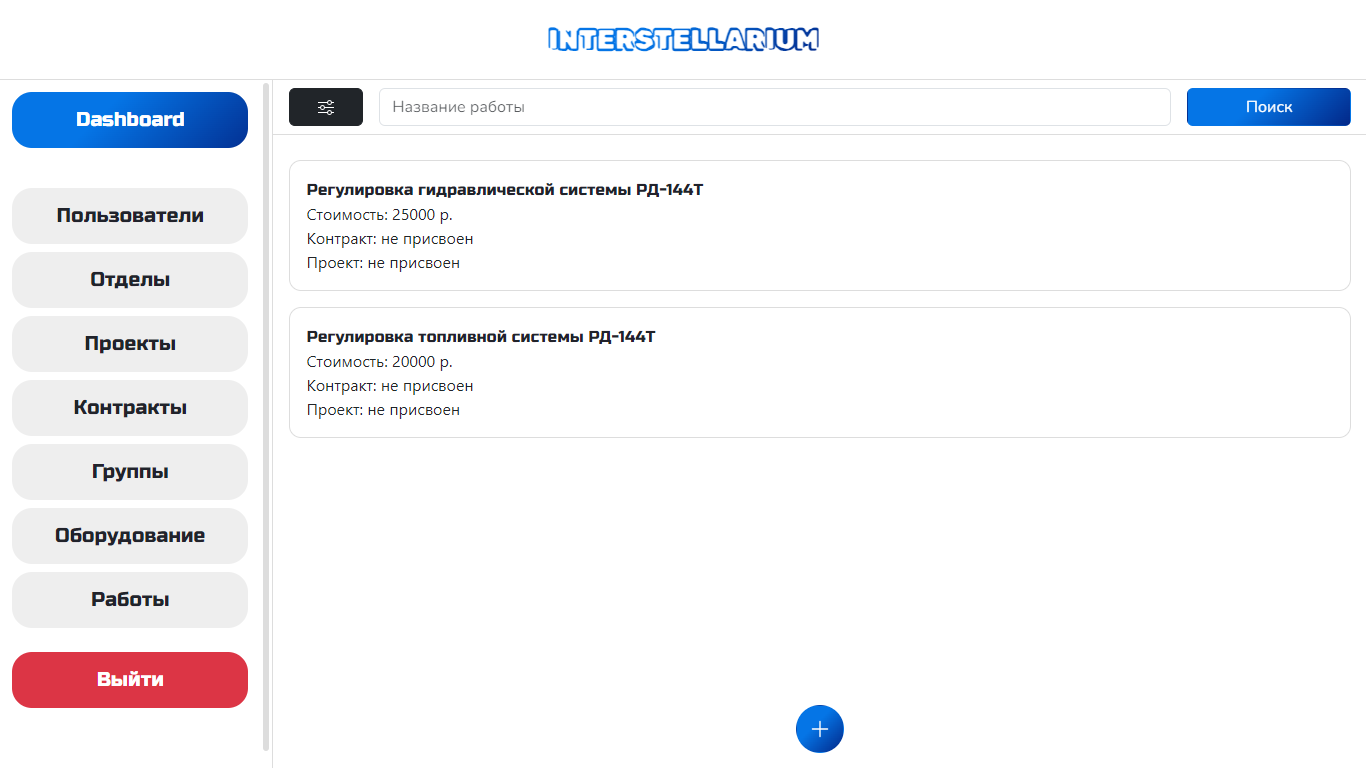 INTERSTELLARIUM
Dashboard
Пользователи
Отделы
Проекты
Контракты
Группы
Оборудование
Работы
Выйти
Название работы
Поиск
Регулировка гидравлической системы РД-144Т
Стоимость: 25000 р.
Контракт: не присвоен
Проект: не присвоен
Регулировка топливной системы РД-144Т
Стоимость: 20000 р.
Контракт: не присвоен
Проект: не присвоен